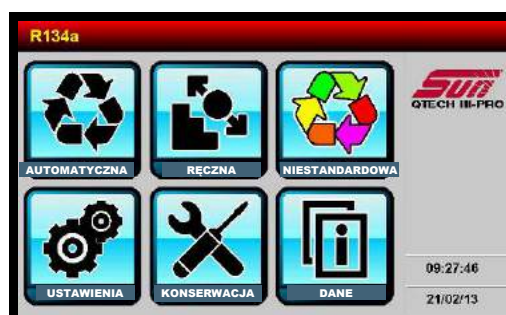 R134a
Sun
QTECH III-PRO
AUTOMATYCZNA
RĘCZNA
NIESTANDARDOWA
USTAWIENIA
KONSERWACJA
DANE
09:27:46
21/02/13